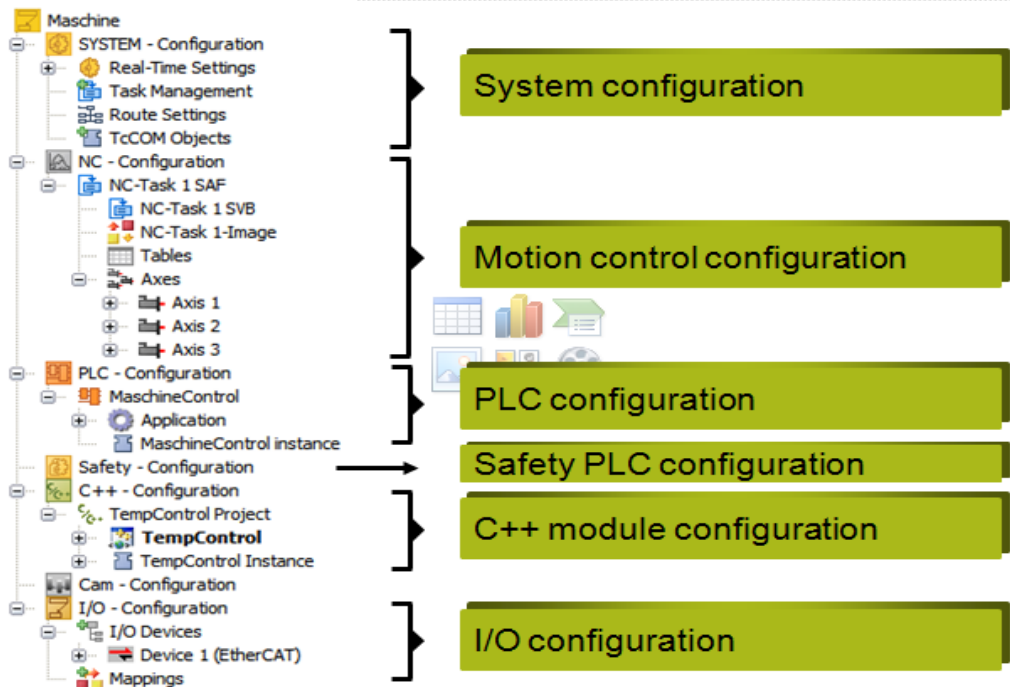 Maschine
SYSTEM - Configuration
Real-Time Settings
Task Management
Route Settings
TcCOM Objects
System configuration
NC - Configuration
NC-Task 1 SAF
NC-Task 1 SVB
NC-Task 1-Image
Tables
Axes
Axis 1
Axis 2
Axis 3
Motion control configuration
PLC - Configuration
MaschineControl
Application
MaschineControl instance
PLC configuration
Safety - Configuration
Safety PLC configuration
C++ - Configuration
TempControl Project
TempControl
TempControl Instance
C++ module configuration
Cam - Configuration
I/O - Configuration
I/O Devices
Device 1 (EtherCAT)
Mappings
I/O configuration